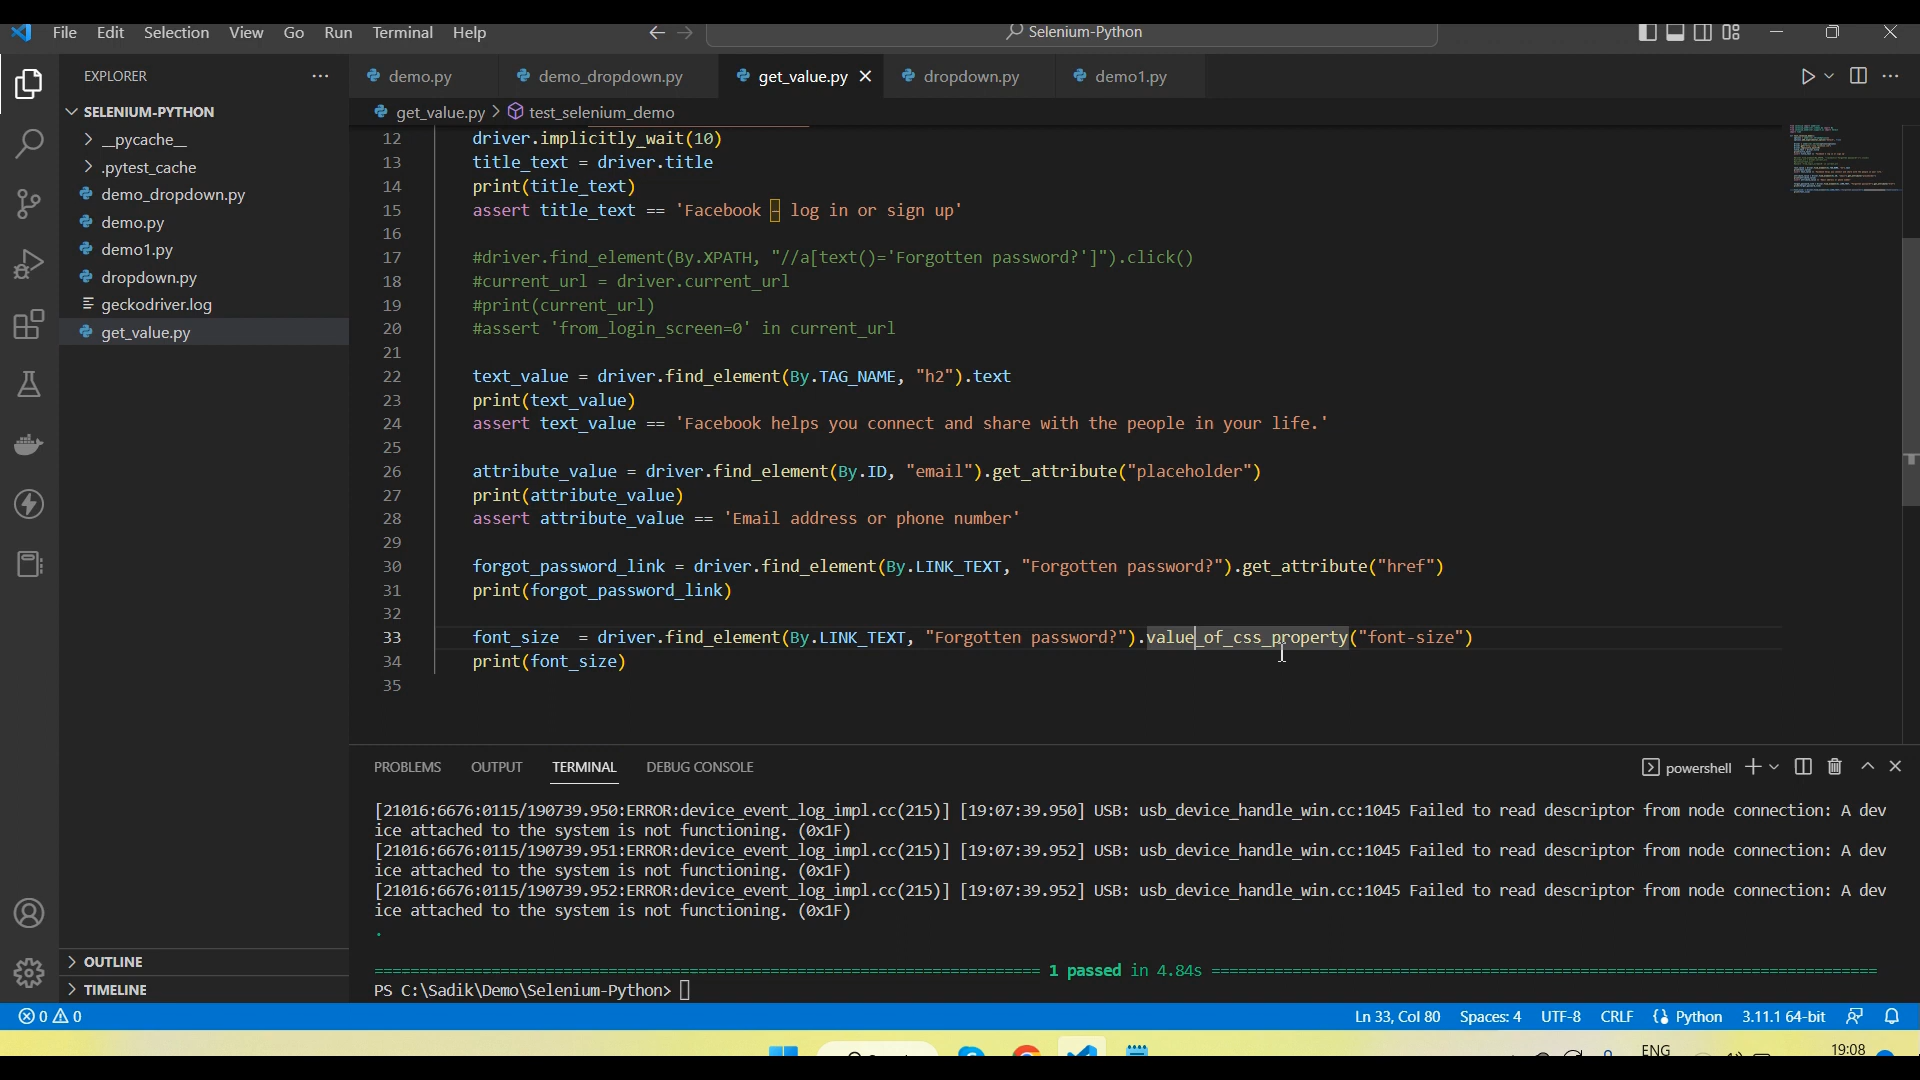 File Edit Selection View Go Run Terminal Help
Selenium-Python
EXPLORER
demo.py
demo_dropdown.py
get_value.py
dropdown.py
demo1.py
SELENIUM-PYTHON
get_value.py > test_selenium_demo
__pycache__
.pytest_cache
demo_dropdown.py
demo.py
demo1.py
dropdown.py
geckodriver.log
get_value.py
12 driver.implicitly_wait(10)
13 title_text = driver.title
14 print(title_text)
15 assert title_text == 'Facebook – log in or sign up'
16
17 #driver.find_element(By.XPATH, "//a[text()='Forgotten password?']").click()
18 #current_url = driver.current_url
19 #print(current_url)
20 #assert 'from_login_screen=0' in current_url
21
22 text_value = driver.find_element(By.TAG_NAME, "h2").text
23 print(text_value)
24 assert text_value == 'Facebook helps you connect and share with the people in your life.'
25
26 attribute_value = driver.find_element(By.ID, "email").get_attribute("placeholder")
27 print(attribute_value)
28 assert attribute_value == 'Email address or phone number'
29
30 forgot_password_link = driver.find_element(By.LINK_TEXT, "Forgotten password?").get_attribute("href")
31 print(forgot_password_link)
32
33 font_size  = driver.find_element(By.LINK_TEXT, "Forgotten password?").value_of_css_property("font-size")
34 print(font_size)
35
PROBLEMS OUTPUT TERMINAL DEBUG CONSOLE
powershell
[21016:6676:0115/190739.950:ERROR:device_event_log_impl.cc(215)] [19:07:39.950] USB: usb_device_handle_win.cc:1045 Failed to read descriptor from node connection: A dev
ice attached to the system is not functioning. (0x1F)
[21016:6676:0115/190739.951:ERROR:device_event_log_impl.cc(215)] [19:07:39.952] USB: usb_device_handle_win.cc:1045 Failed to read descriptor from node connection: A dev
ice attached to the system is not functioning. (0x1F)
[21016:6676:0115/190739.952:ERROR:device_event_log_impl.cc(215)] [19:07:39.952] USB: usb_device_handle_win.cc:1045 Failed to read descriptor from node connection: A dev
ice attached to the system is not functioning. (0x1F)
.
1 passed in 4.84s
PS C:\Sadik\Demo\Selenium-Python>
OUTLINE
TIMELINE
0 0
Ln 33, Col 80 Spaces: 4 UTF-8 CRLF Python 3.11.1 64-bit
ENG
19:08